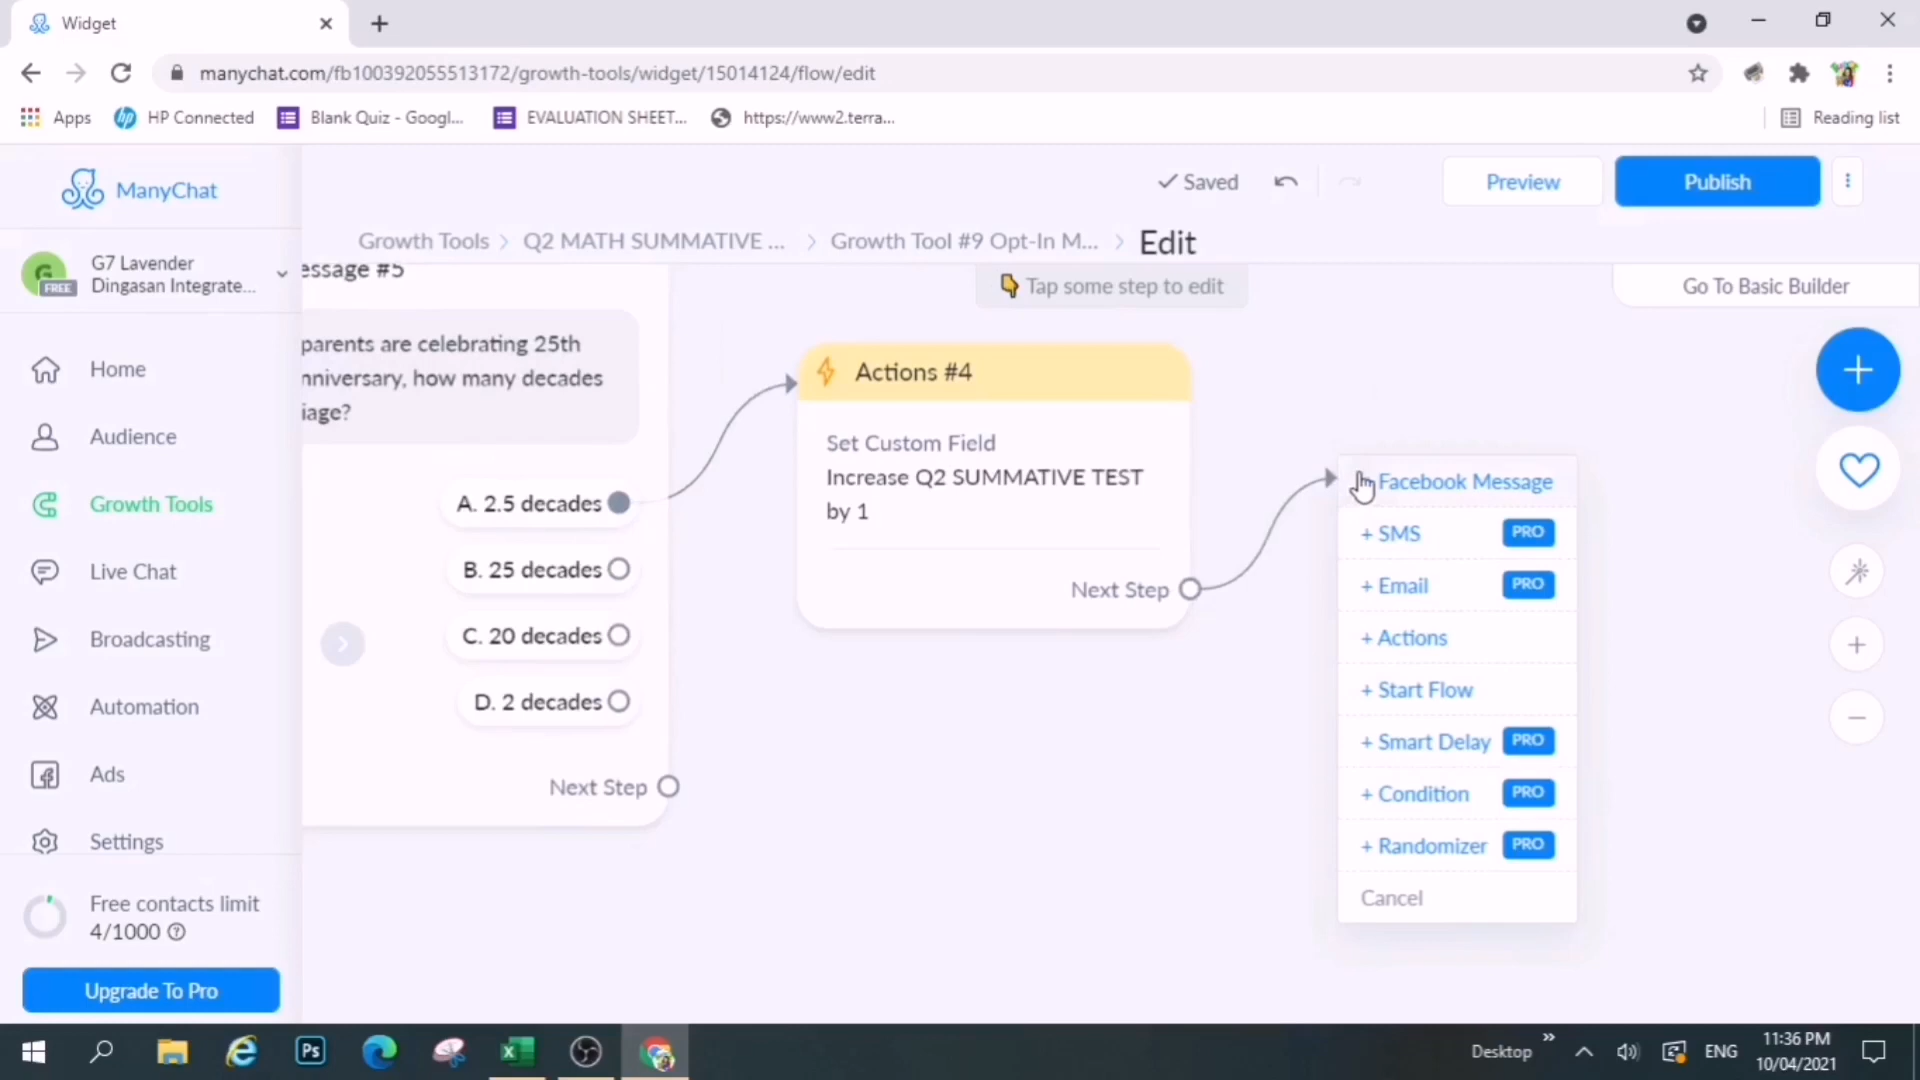 Widget
manychat.com/fb100392055513172/growth-tools/widget/15014124/flow/edit
Apps
HP Connected
Blank Quiz - Googl...
EVALUATION SHEET...
https://www2.terra...
Reading list
ManyChat
Saved
Preview
Publish
Growth Tools
Q2 MATH SUMMATIVE ...
Growth Tool #9 Opt-In M...
Edit
G7 Lavender
Dingasan Integrate...
G
FREE
Home
Audience
Growth Tools
Live Chat
Broadcasting
Automation
Ads
Settings
Free contacts limit
4/1000
Upgrade To Pro
Tap some step to edit
Go To Basic Builder
essage #5
parents are celebrating 25th
nniversary, how many decades
iage?
A. 2.5 decades
B. 25 decades
C. 20 decades
D. 2 decades
Next Step
Actions #4
Set Custom Field
Increase Q2 SUMMATIVE TEST
by 1
Next Step
Facebook Message
+ SMS PRO
+ Email PRO
+ Actions
+ Start Flow
+ Smart Delay PRO
+ Condition PRO
+ Randomizer PRO
Cancel
Ps
Desktop
ENG
11:36 PM
10/04/2021